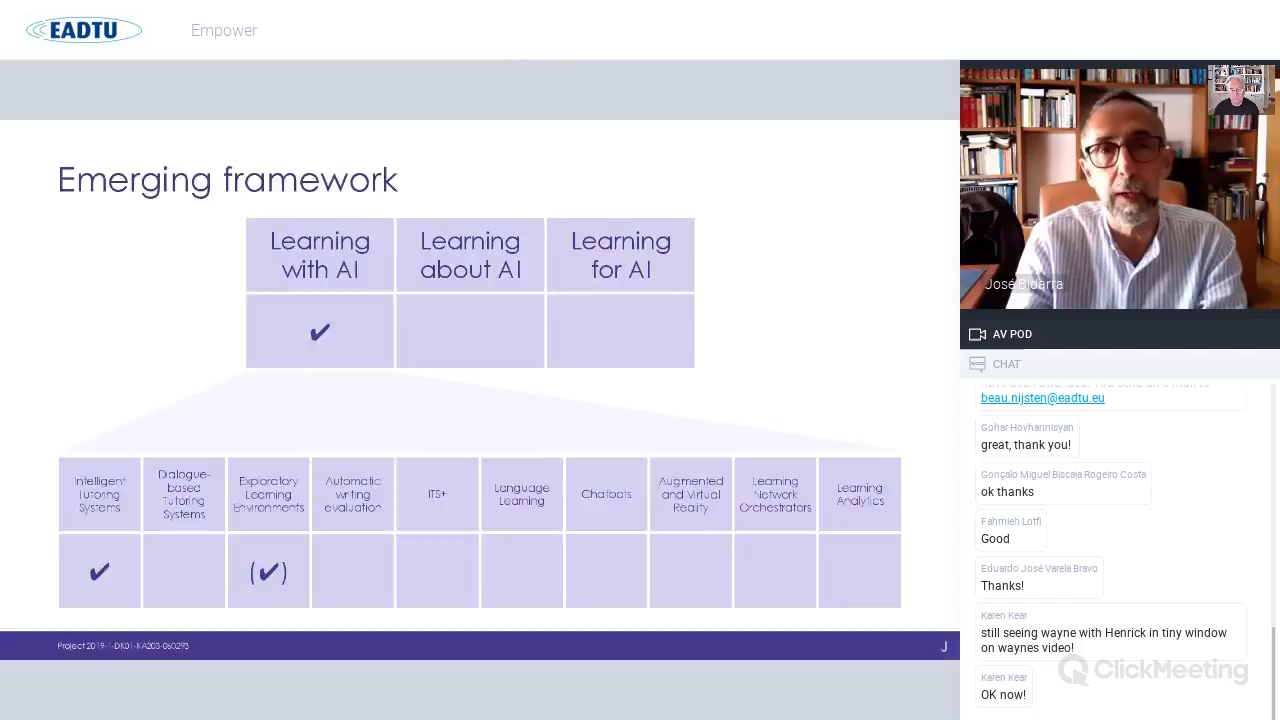 EADTU
Empower
Emerging framework
Learning
with AI
Learning
about AI
Learning
for AI
✔
Intelligent
Tutoring
Systems
Dialogue-
based
Tutoring
Systems
Exploratory
Learning
Environments
Automatic
writing
evaluation
ITS+
Language
Learning
Chatbots
Augmented
and Virtual
Reality
Learning
Network
Orchestrators
Learning
Analytics
✔
(✔)
Project 2019-1-DK01-KA203-060293
J
José Bidarra
AV POD
CHAT
beau.nijsten@eadtu.eu
Gohar Hovhannisyan
great, thank you!
Gonçalo Miguel Biscaia Rogeiro Costa
ok thanks
Fahmieh Lotfi
Good
Eduardo José Varela Bravo
Thanks!
Karen Kear
still seeing wayne with Henrick in tiny window
on waynes video!
ClickMeeting
Karen Kear
OK now!